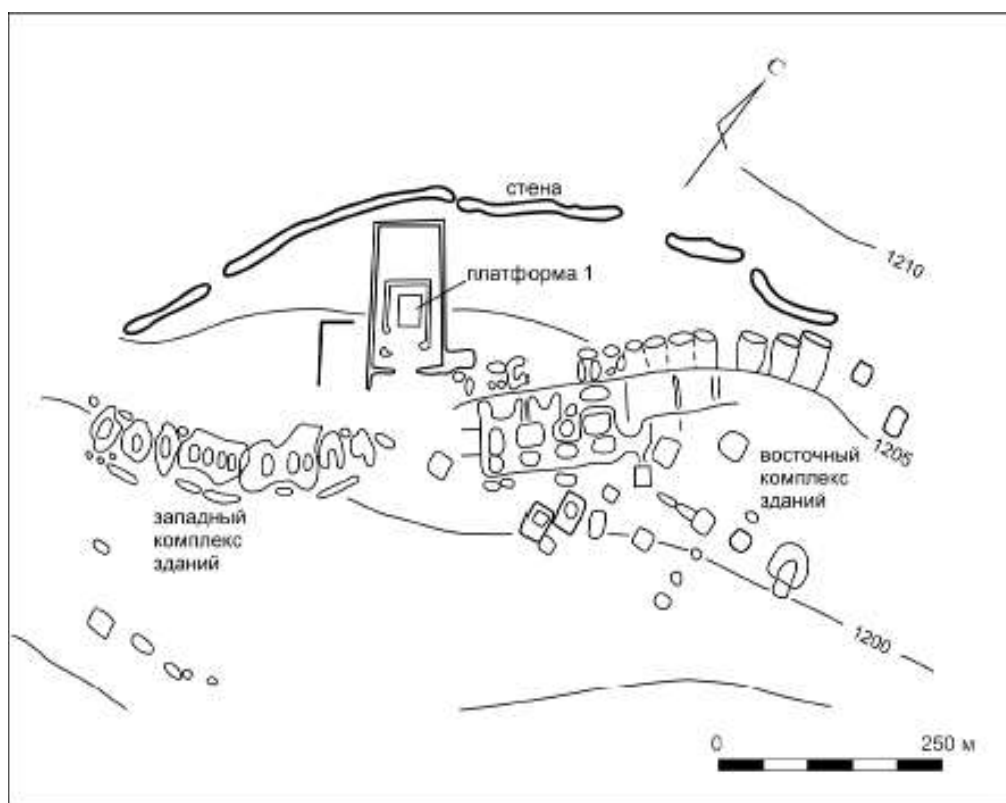 стена
1210
платформа 1
1205
восточный
комплекс
зданий
западный
комплекс
зданий
1200
0 250 м